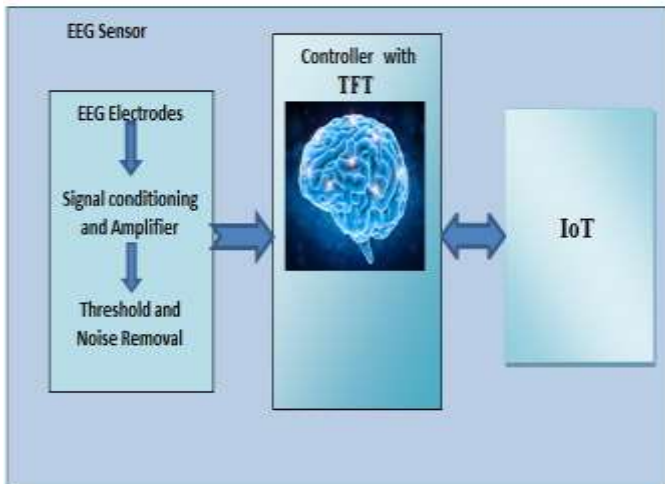 EEG Sensor
EEG Electrodes
Signal conditioning
and Amplifier
Threshold and
Noise Removal
Controller with
TFT
IoT